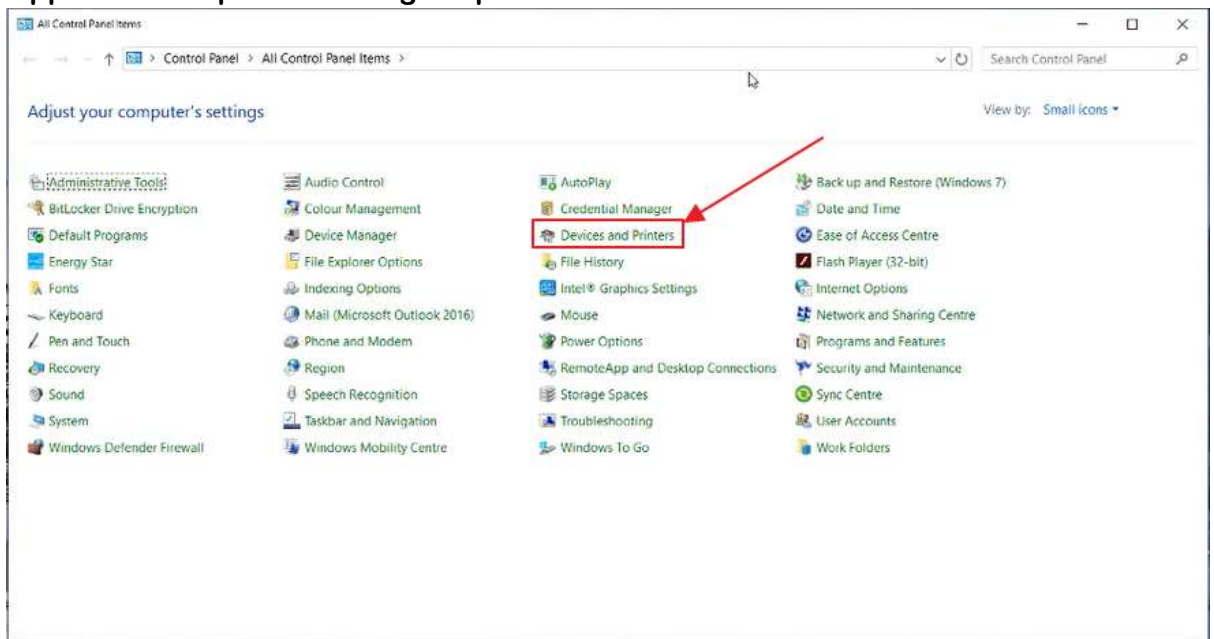 All Control Panel Items
Control Panel > All Control Panel Items >
Search Control Panel
Adjust your computer's settings
View by: Small icons
Administrative Tools
Audio Control
AutoPlay
Back up and Restore (Windows 7)
BitLocker Drive Encryption
Colour Management
Credential Manager
Date and Time
Default Programs
Device Manager
Devices and Printers
Ease of Access Centre
Energy Star
File Explorer Options
File History
Flash Player (32-bit)
Fonts
Indexing Options
Intel® Graphics Settings
Internet Options
Keyboard
Mail (Microsoft Outlook 2016)
Mouse
Network and Sharing Centre
Pen and Touch
Phone and Modem
Power Options
Programs and Features
Recovery
Region
RemoteApp and Desktop Connections
Security and Maintenance
Sound
Speech Recognition
Storage Spaces
Sync Centre
System
Taskbar and Navigation
Troubleshooting
User Accounts
Windows Defender Firewall
Windows Mobility Centre
Windows To Go
Work Folders